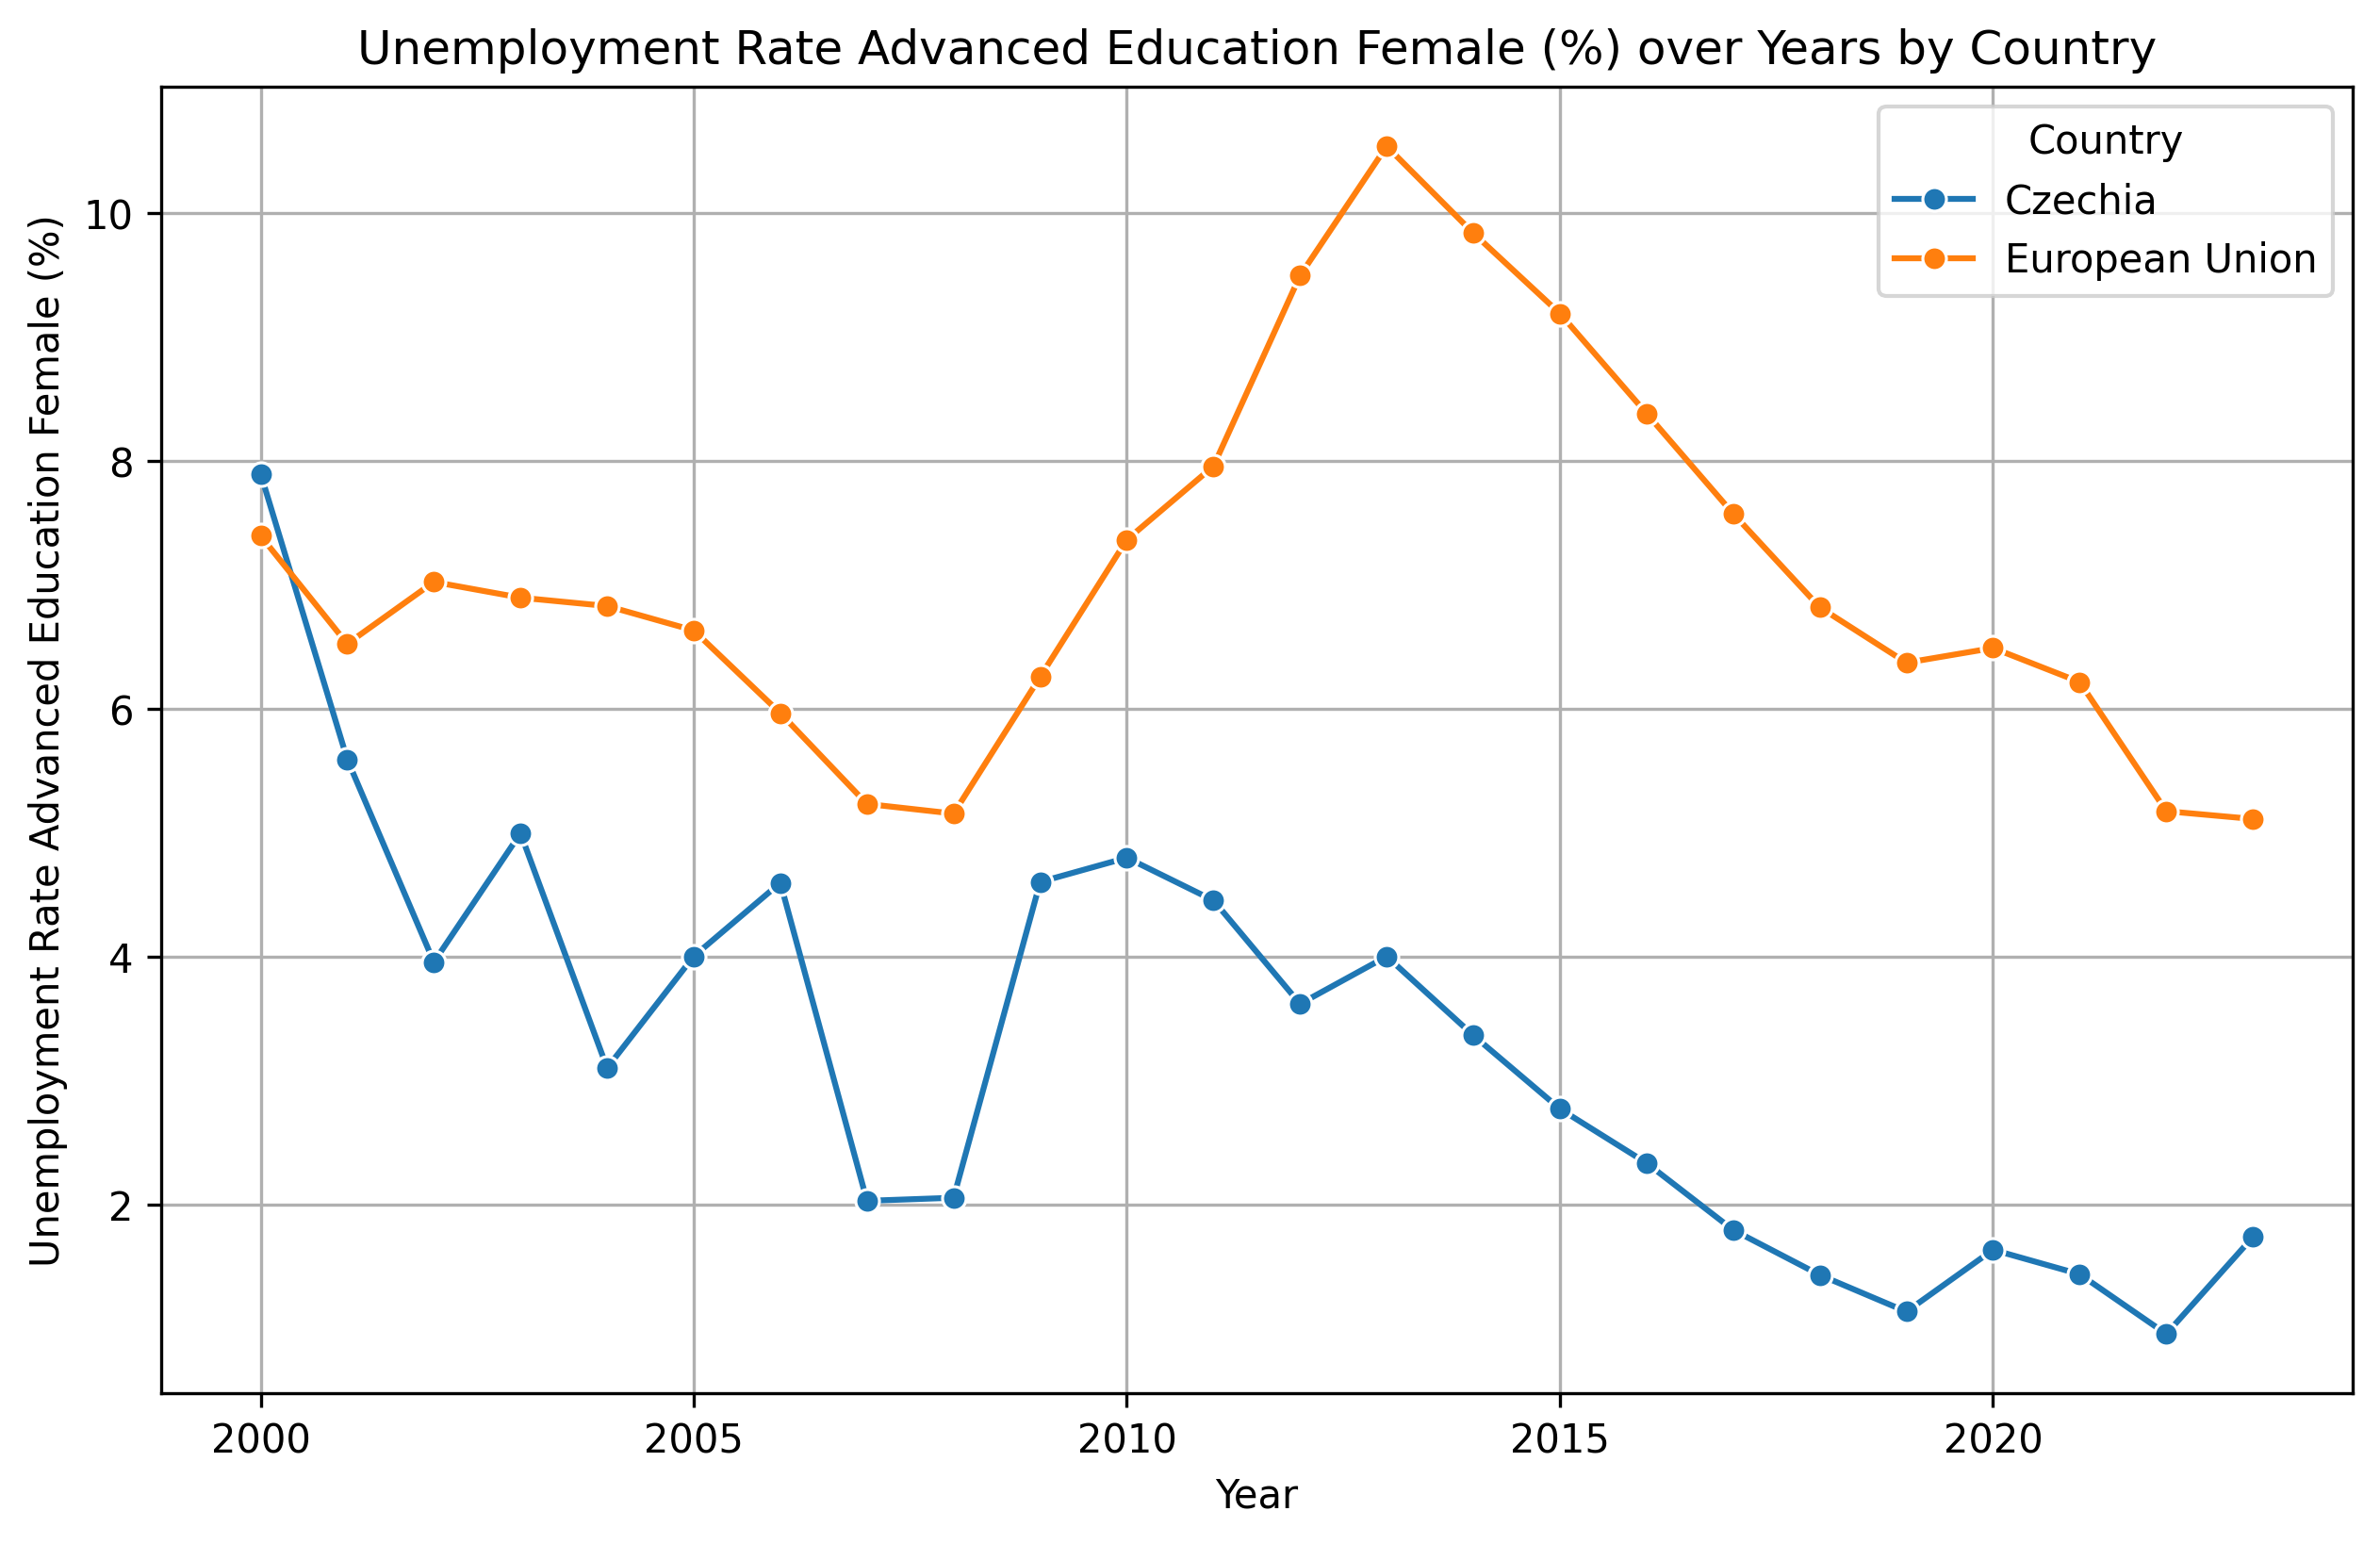 Unemployment Rate Advanced Education Female (%) over Years by Country
Unemployment Rate Advanced Education Female (%)
10
8
6
4
2
Country
Czechia
European Union
2000 2005 2010 2015 2020
Year